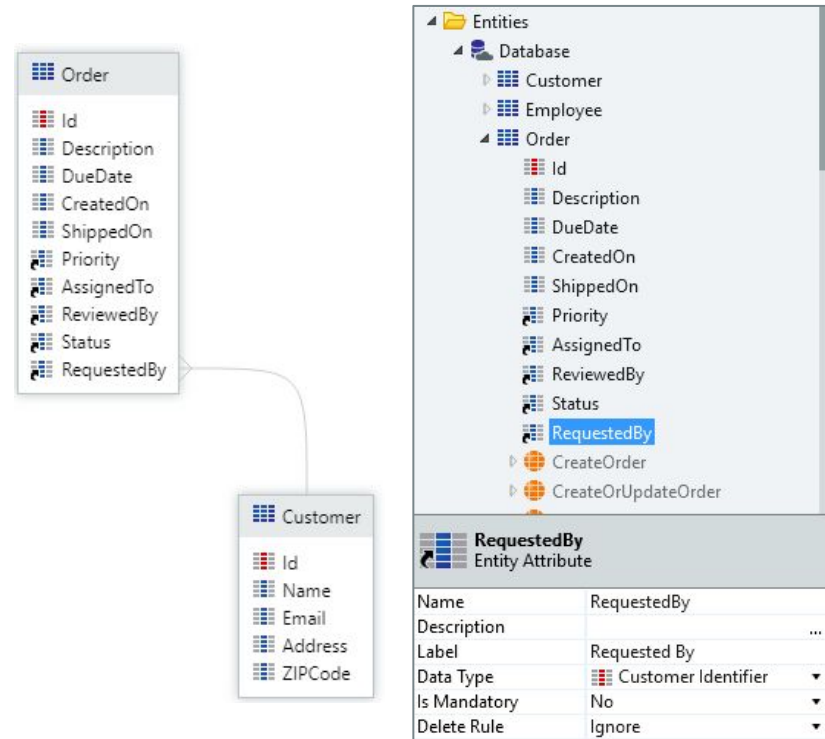 Order
Id
Description
DueDate
CreatedOn
ShippedOn
Priority
AssignedTo
ReviewedBy
Status
RequestedBy
Customer
Id
Name
Email
Address
ZIPCode
Entities
Database
Customer
Employee
Order
Id
Description
DueDate
CreatedOn
ShippedOn
Priority
AssignedTo
ReviewedBy
Status
RequestedBy
CreateOrder
CreateOrUpdateOrder
RequestedBy
Entity Attribute
Name RequestedBy
Description ...
Label Requested By
Data Type Customer Identifier
Is Mandatory No
Delete Rule Ignore